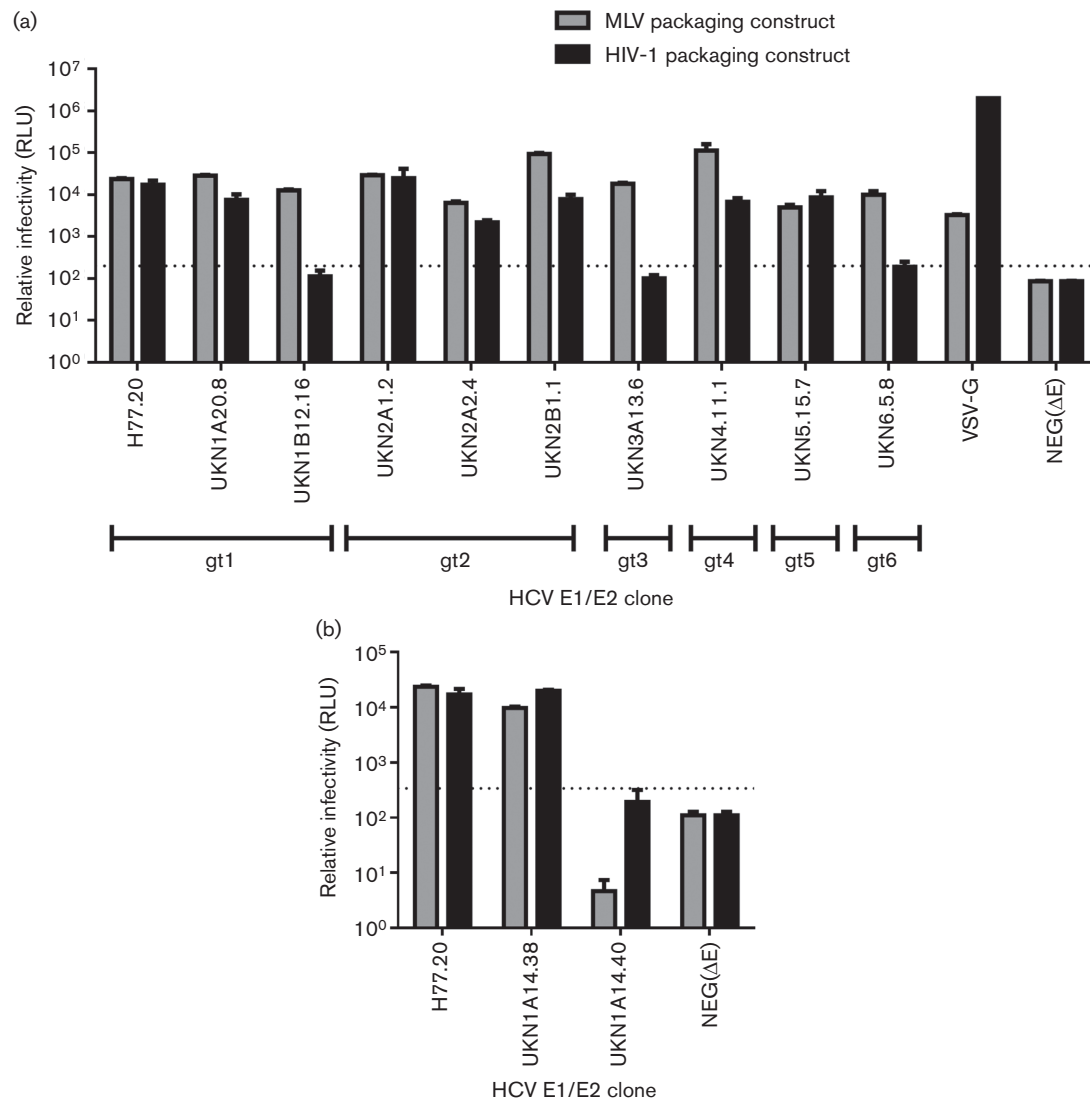 (a)
MLV packaging construct
HIV-1 packaging construct
Relative infectivity (RLU)
10⁷
10⁶
10⁵
10⁴
10³
10²
10¹
10⁰
H77.20
UKN1A20.8
UKN1B12.16
UKN2A1.2
UKN2A2.4
UKN2B1.1
UKN3A13.6
UKN4.11.1
UKN5.15.7
UKN6.5.8
VSV-G
NEG(ΔE)
gt1
gt2
gt3
gt4
gt5
gt6
HCV E1/E2 clone
(b)
Relative infectivity (RLU)
10⁵
10⁴
10³
10²
10¹
10⁰
H77.20
UKN1A14.38
UKN1A14.40
NEG(ΔE)
HCV E1/E2 clone